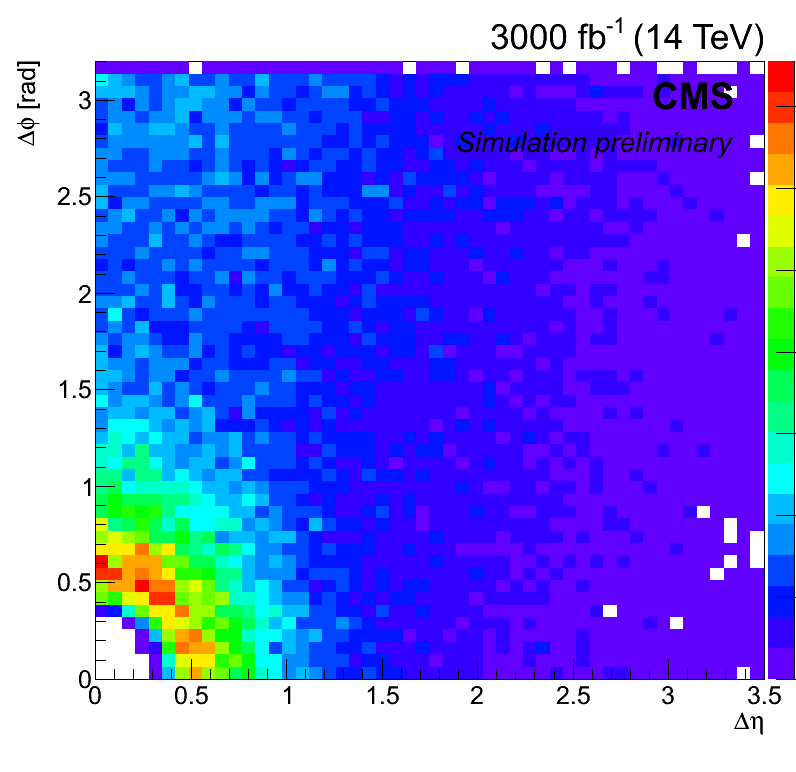 3000 fb-1 (14 TeV)
Δϕ [rad]
CMS
Simulation preliminary
3
2.5
2
1.5
1
0.5
0
0 0.5 1 1.5 2 2.5 3 3.5
Δη